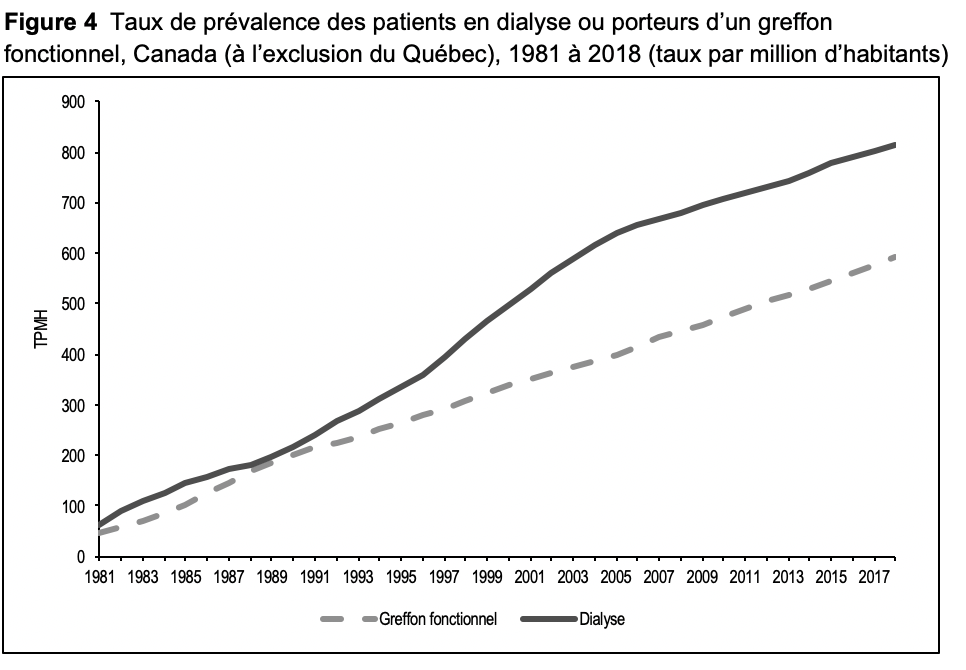 Figure 4 Taux de prévalence des patients en dialyse ou porteurs d’un greffon
fonctionnel, Canada (à l’exclusion du Québec), 1981 à 2018 (taux par million d’habitants)
900
800
700
600
500
400
300
200
100
0
TPMH
1981 1983 1985 1987 1989 1991 1993 1995 1997 1999 2001 2003 2005 2007 2009 2011 2013 2015 2017
Greffon fonctionnel Dialyse